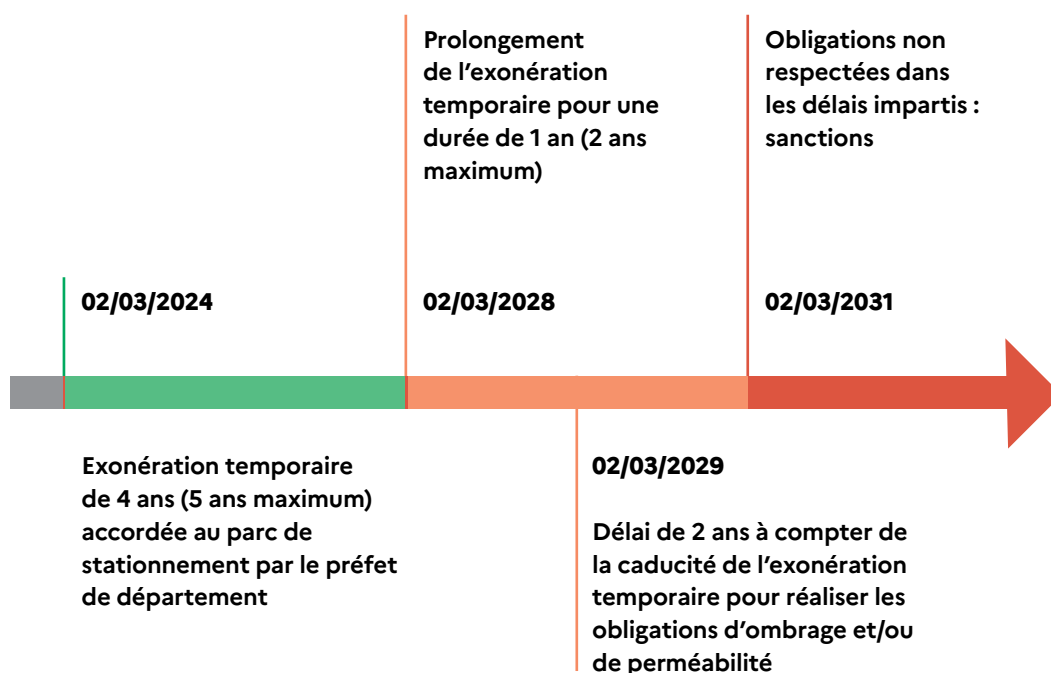 Prolongement
de l'exonération
temporaire pour une
durée de 1 an (2 ans
maximum)
Obligations non
respectées dans
les délais impartis :
sanctions
02/03/2024
02/03/2028
02/03/2031
Exonération temporaire
de 4 ans (5 ans maximum)
accordée au parc de
stationnement par le préfet
de département
02/03/2029
Délai de 2 ans à compter de
la caducité de l'exonération
temporaire pour réaliser les
obligations d'ombrage et/ou
de perméabilité